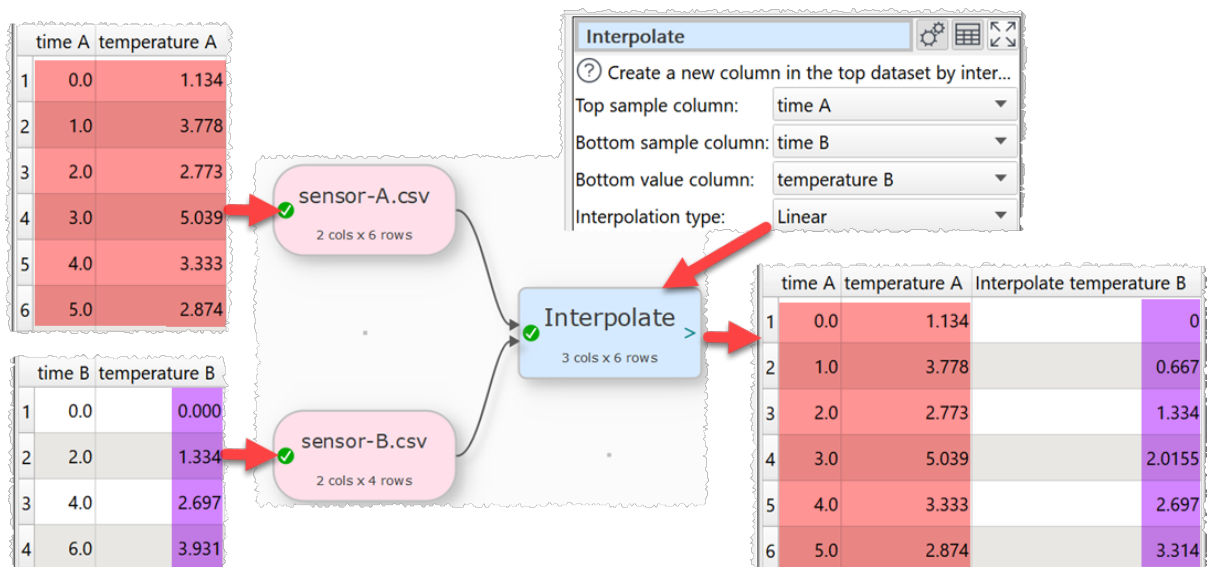 time A temperature A
1 0.0 1.134
2 1.0 3.778
3 2.0 2.773
4 3.0 5.039
5 4.0 3.333
6 5.0 2.874
Interpolate
? Create a new column in the top dataset by inter...
Top sample column: time A
Bottom sample column: time B
Bottom value column: temperature B
Interpolation type: Linear
sensor-A.csv
2 cols x 6 rows
Interpolate
>
3 cols x 6 rows
time B temperature B
1 0.0 0.000
2 2.0 1.334
3 4.0 2.697
4 6.0 3.931
sensor-B.csv
2 cols x 4 rows
time A temperature A Interpolate temperature B
1 0.0 1.134 0
2 1.0 3.778 0.667
3 2.0 2.773 1.334
4 3.0 5.039 2.0155
5 4.0 3.333 2.697
6 5.0 2.874 3.314